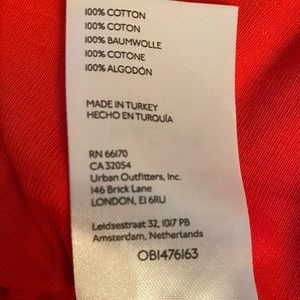 100% COTTON
100% COTON
100% BAUMWOLLE
100% COTONE
100% ALGODÓN
MADE IN TURKEY
HECHO EN TURQUÍA
RN 66170
CA 32054
Urban Outfitters, Inc.
146 Brick Lane
LONDON, E1 6RU
Leidsestraat 32, 1017 PB
Amsterdam, Netherlands
OB1476163